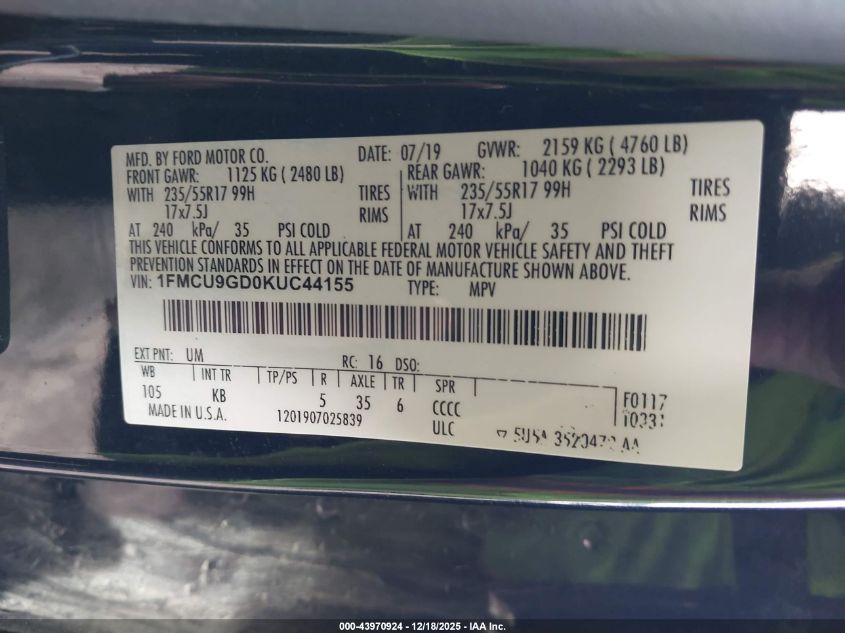 MFD. BY FORD MOTOR CO. DATE: 07/19 GVWR: 2159 KG ( 4760 LB)
FRONT GAWR: 1125 KG ( 2480 LB) REAR GAWR: 1040 KG ( 2293 LB)
WITH 235/55R17 99H TIRES WITH 235/55R17 99H TIRES
17x7.5J RIMS 17x7.5J RIMS
AT 240 kPa/ 35 PSI COLD AT 240 kPa/ 35 PSI COLD
THIS VEHICLE CONFORMS TO ALL APPLICABLE FEDERAL MOTOR VEHICLE SAFETY AND THEFT
PREVENTION STANDARDS IN EFFECT ON THE DATE OF MANUFACTURE SHOWN ABOVE.
VIN: 1FMCU9GD0KUC44155 TYPE: MPV
EXT PNT: UM RC: 16 DSO:
WB INT TR TP/PS R AXLE TR SPR
105 KB 5 35 6 CCCC F0117
MADE IN U.S.A. 1201907025839 ULC
000-43970924 - 12/18/2025 - IAA, Inc.